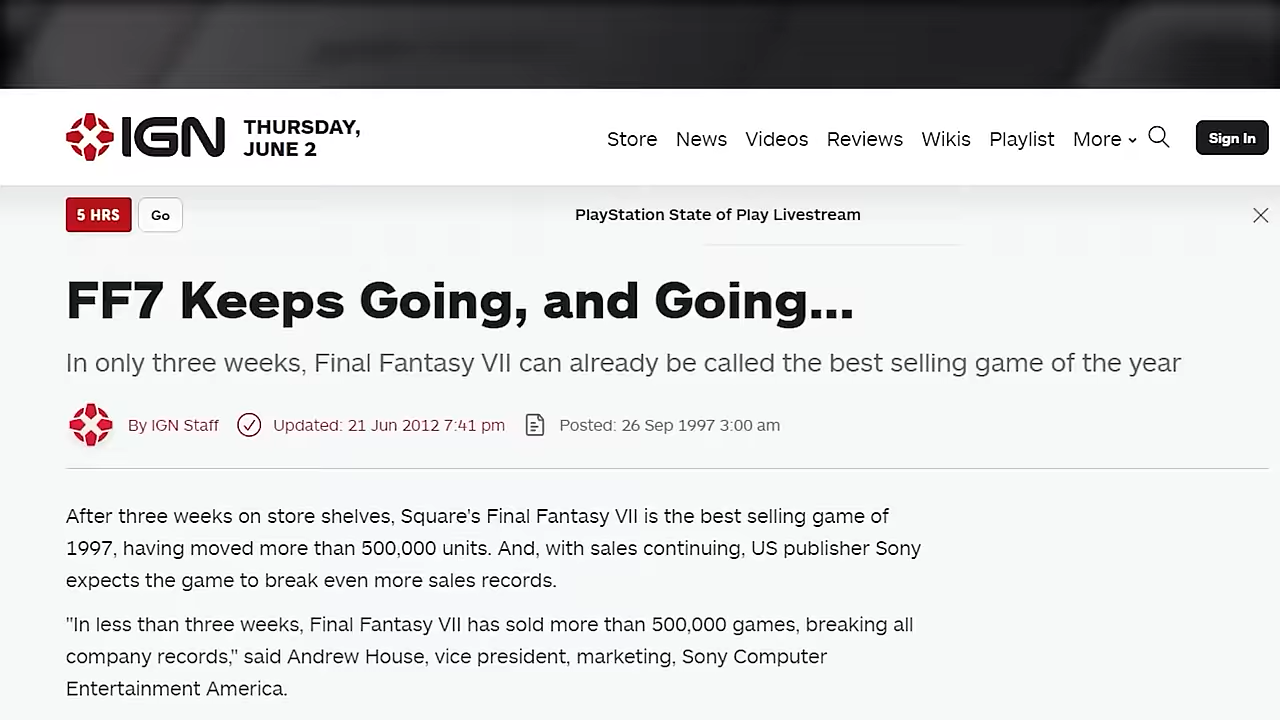 IGN
THURSDAY,
JUNE 2
Store News Videos Reviews Wikis Playlist More Sign In
5 HRS Go PlayStation State of Play Livestream
FF7 Keeps Going, and Going...
In only three weeks, Final Fantasy VII can already be called the best selling game of the year
By IGN Staff Updated: 21 Jun 2012 7:41 pm Posted: 26 Sep 1997 3:00 am
After three weeks on store shelves, Square's Final Fantasy VII is the best selling game of
1997, having moved more than 500,000 units. And, with sales continuing, US publisher Sony
expects the game to break even more sales records.
"In less than three weeks, Final Fantasy VII has sold more than 500,000 games, breaking all
company records," said Andrew House, vice president, marketing, Sony Computer
Entertainment America.